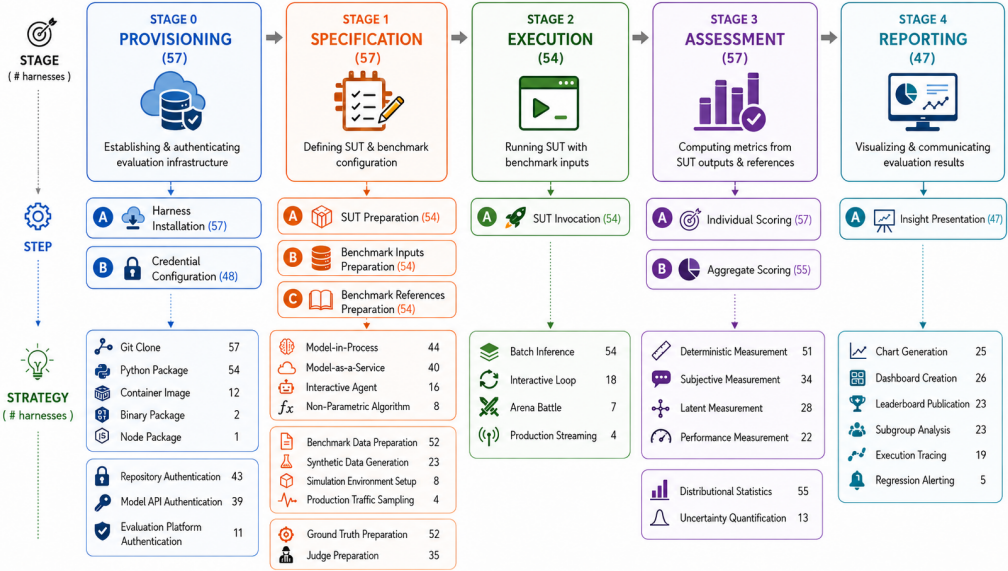 STAGE
( # harnesses)
STAGE 0
PROVISIONING
(57)
Establishing & authenticating
evaluation infrastructure
STAGE 1
SPECIFICATION
(57)
Defining SUT & benchmark
configuration
STAGE 2
EXECUTION
(54)
Running SUT with
benchmark inputs
STAGE 3
ASSESSMENT
(57)
Computing metrics from
SUT outputs & references
STAGE 4
REPORTING
(47)
Visualizing & communicating
evaluation results
STEP
A Harness
Installation (57)
B Credential
Configuration (48)
A SUT Preparation (54)
B Benchmark Inputs
Preparation (54)
C Benchmark References
Preparation (54)
A SUT Invocation (54)
A Individual Scoring (57)
B Aggregate Scoring (55)
A Insight Presentation (47)
STRATEGY
( # harnesses)
Git Clone 57
Python Package 54
Container Image 12
Binary Package 2
Node Package 1
Repository Authentication 43
Model API Authentication 39
Evaluation Platform
Authentication 11
Model-in-Process 44
Model-as-a-Service 40
Interactive Agent 16
fx Non-Parametric Algorithm 8
Benchmark Data Preparation 52
Synthetic Data Generation 23
Simulation Environment Setup 8
Production Traffic Sampling 4
Ground Truth Preparation 52
Judge Preparation 35
Batch Inference 54
Interactive Loop 18
Arena Battle 7
Production Streaming 4
Deterministic Measurement 51
Subjective Measurement 34
Latent Measurement 28
Performance Measurement 22
Distributional Statistics 55
Uncertainty Quantification 13
Chart Generation 25
Dashboard Creation 26
Leaderboard Publication 23
Subgroup Analysis 23
Execution Tracing 19
Regression Alerting 5